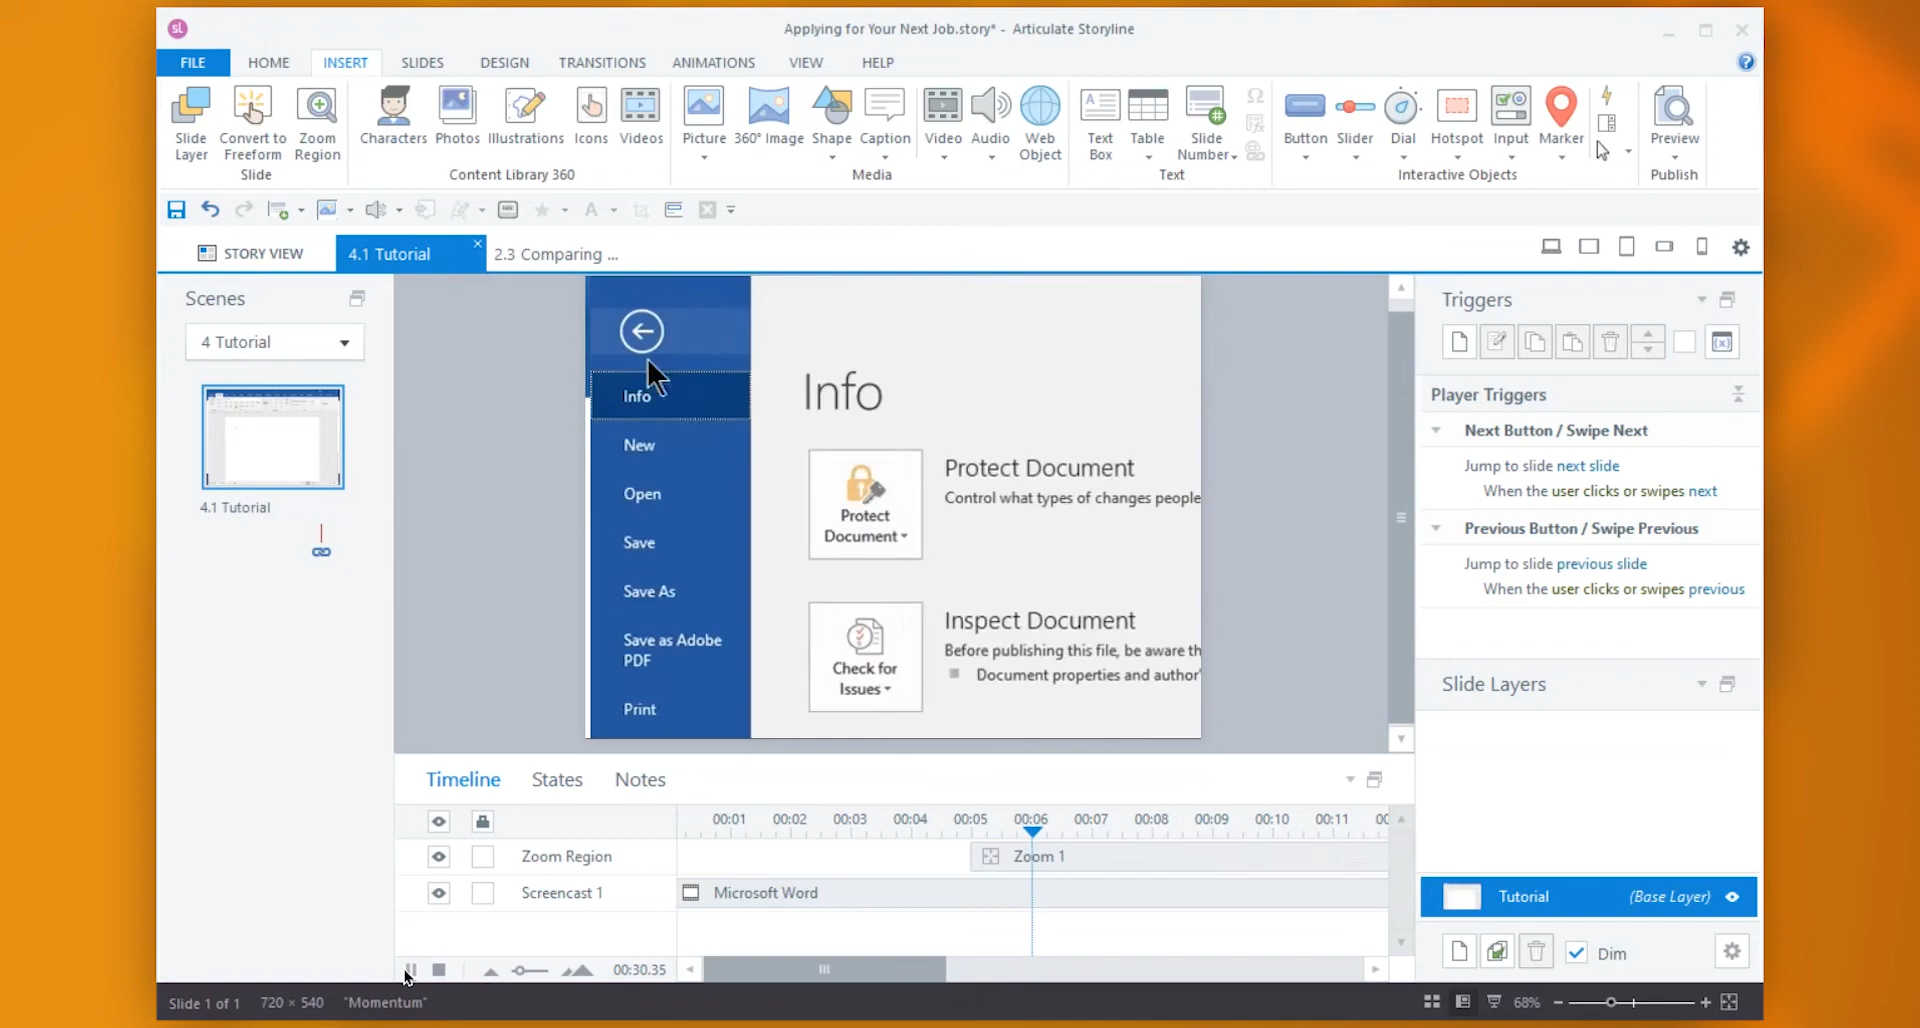 sl
Applying for Your Next Job.story* - Articulate Storyline
FILE
HOME
INSERT
SLIDES
DESIGN
TRANSITIONS
ANIMATIONS
VIEW
HELP
?
Slide
Layer
Convert to
Freeform
Zoom
Region
Slide
Characters
Photos
Illustrations
Icons
Videos
Content Library 360
Picture
360° Image
Shape
Caption
Video
Audio
Web
Object
Media
Text
Box
Table
Slide
Number
Text
Button
Slider
Dial
Hotspot
Input
Marker
Interactive Objects
Preview
Publish
STORY VIEW
4.1 Tutorial
2.3 Comparing ...
Scenes
4 Tutorial
4.1 Tutorial
Info
New
Open
Save
Save As
Save as Adobe
PDF
Print
Info
Protect
Document
Protect Document
Control what types of changes people
Check for
Issues
Inspect Document
Before publishing this file, be aware th
Document properties and author'
Triggers
Player Triggers
Next Button / Swipe Next
Jump to slide next slide
When the user clicks or swipes next
Previous Button / Swipe Previous
Jump to slide previous slide
When the user clicks or swipes previous
Slide Layers
Tutorial
(Base Layer)
Dim
Timeline
States
Notes
00:01 00:02 00:03 00:04 00:05 00:06 00:07 00:08 00:09 00:10 00:11 00
Zoom Region
Zoom 1
Screencast 1
Microsoft Word
00:30.35
Slide 1 of 1
720 × 540
"Momentum"
68%